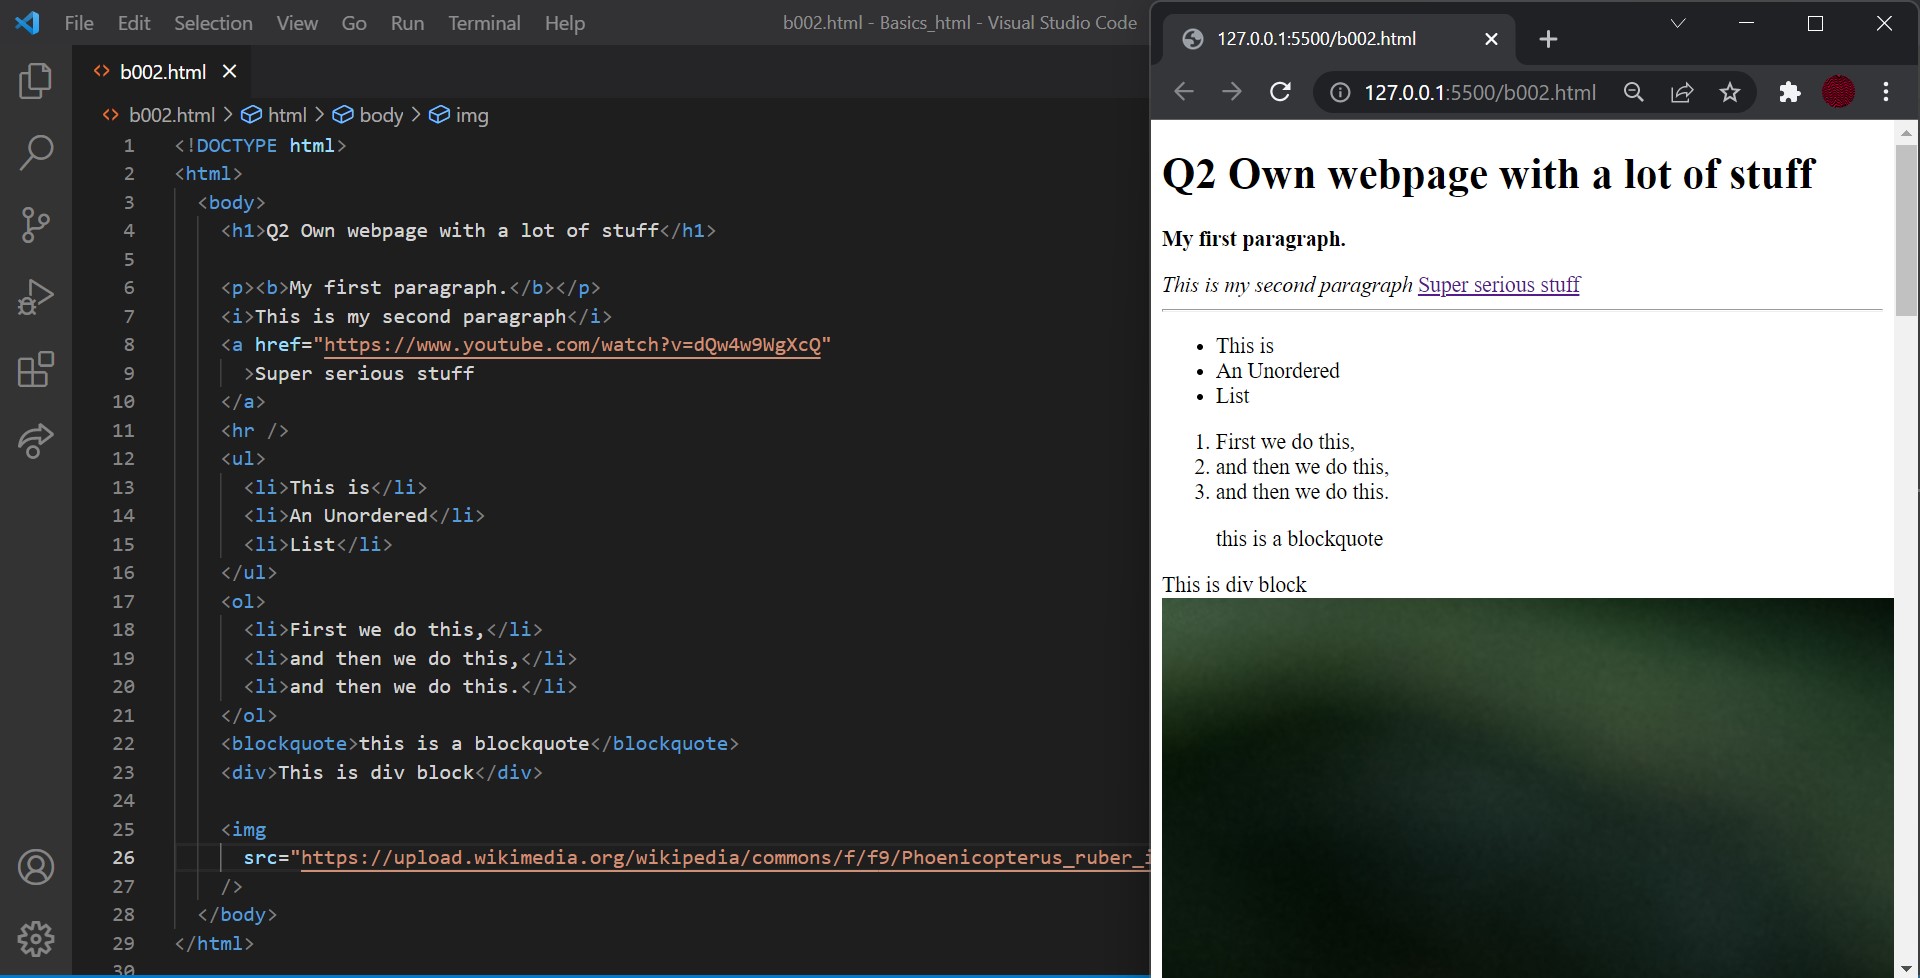 File Edit Selection View Go Run Terminal Help
b002.html - Basics_html - Visual Studio Code
b002.html
b002.html > html > body > img
1 <!DOCTYPE html>
2 <html>
3 <body>
4 <h1>Q2 Own webpage with a lot of stuff</h1>
5
6 <p><b>My first paragraph.</b></p>
7 <i>This is my second paragraph</i>
8 <a href="https://www.youtube.com/watch?v=dQw4w9WgXcQ"
9 >Super serious stuff
10 </a>
11 <hr />
12 <ul>
13 <li>This is</li>
14 <li>An Unordered</li>
15 <li>List</li>
16 </ul>
17 <ol>
18 <li>First we do this,</li>
19 <li>and then we do this,</li>
20 <li>and then we do this.</li>
21 </ol>
22 <blockquote>this is a blockquote</blockquote>
23 <div>This is div block</div>
24
25 <img
26 src="https://upload.wikimedia.org/wikipedia/commons/f/f9/Phoenicopterus_ruber_i
27 />
28 </body>
29 </html>
30
127.0.0.1:5500/b002.html
127.0.0.1:5500/b002.html
Q2 Own webpage with a lot of stuff
My first paragraph.
This is my second paragraph Super serious stuff
• This is
• An Unordered
• List
1. First we do this,
2. and then we do this,
3. and then we do this.
this is a blockquote
This is div block